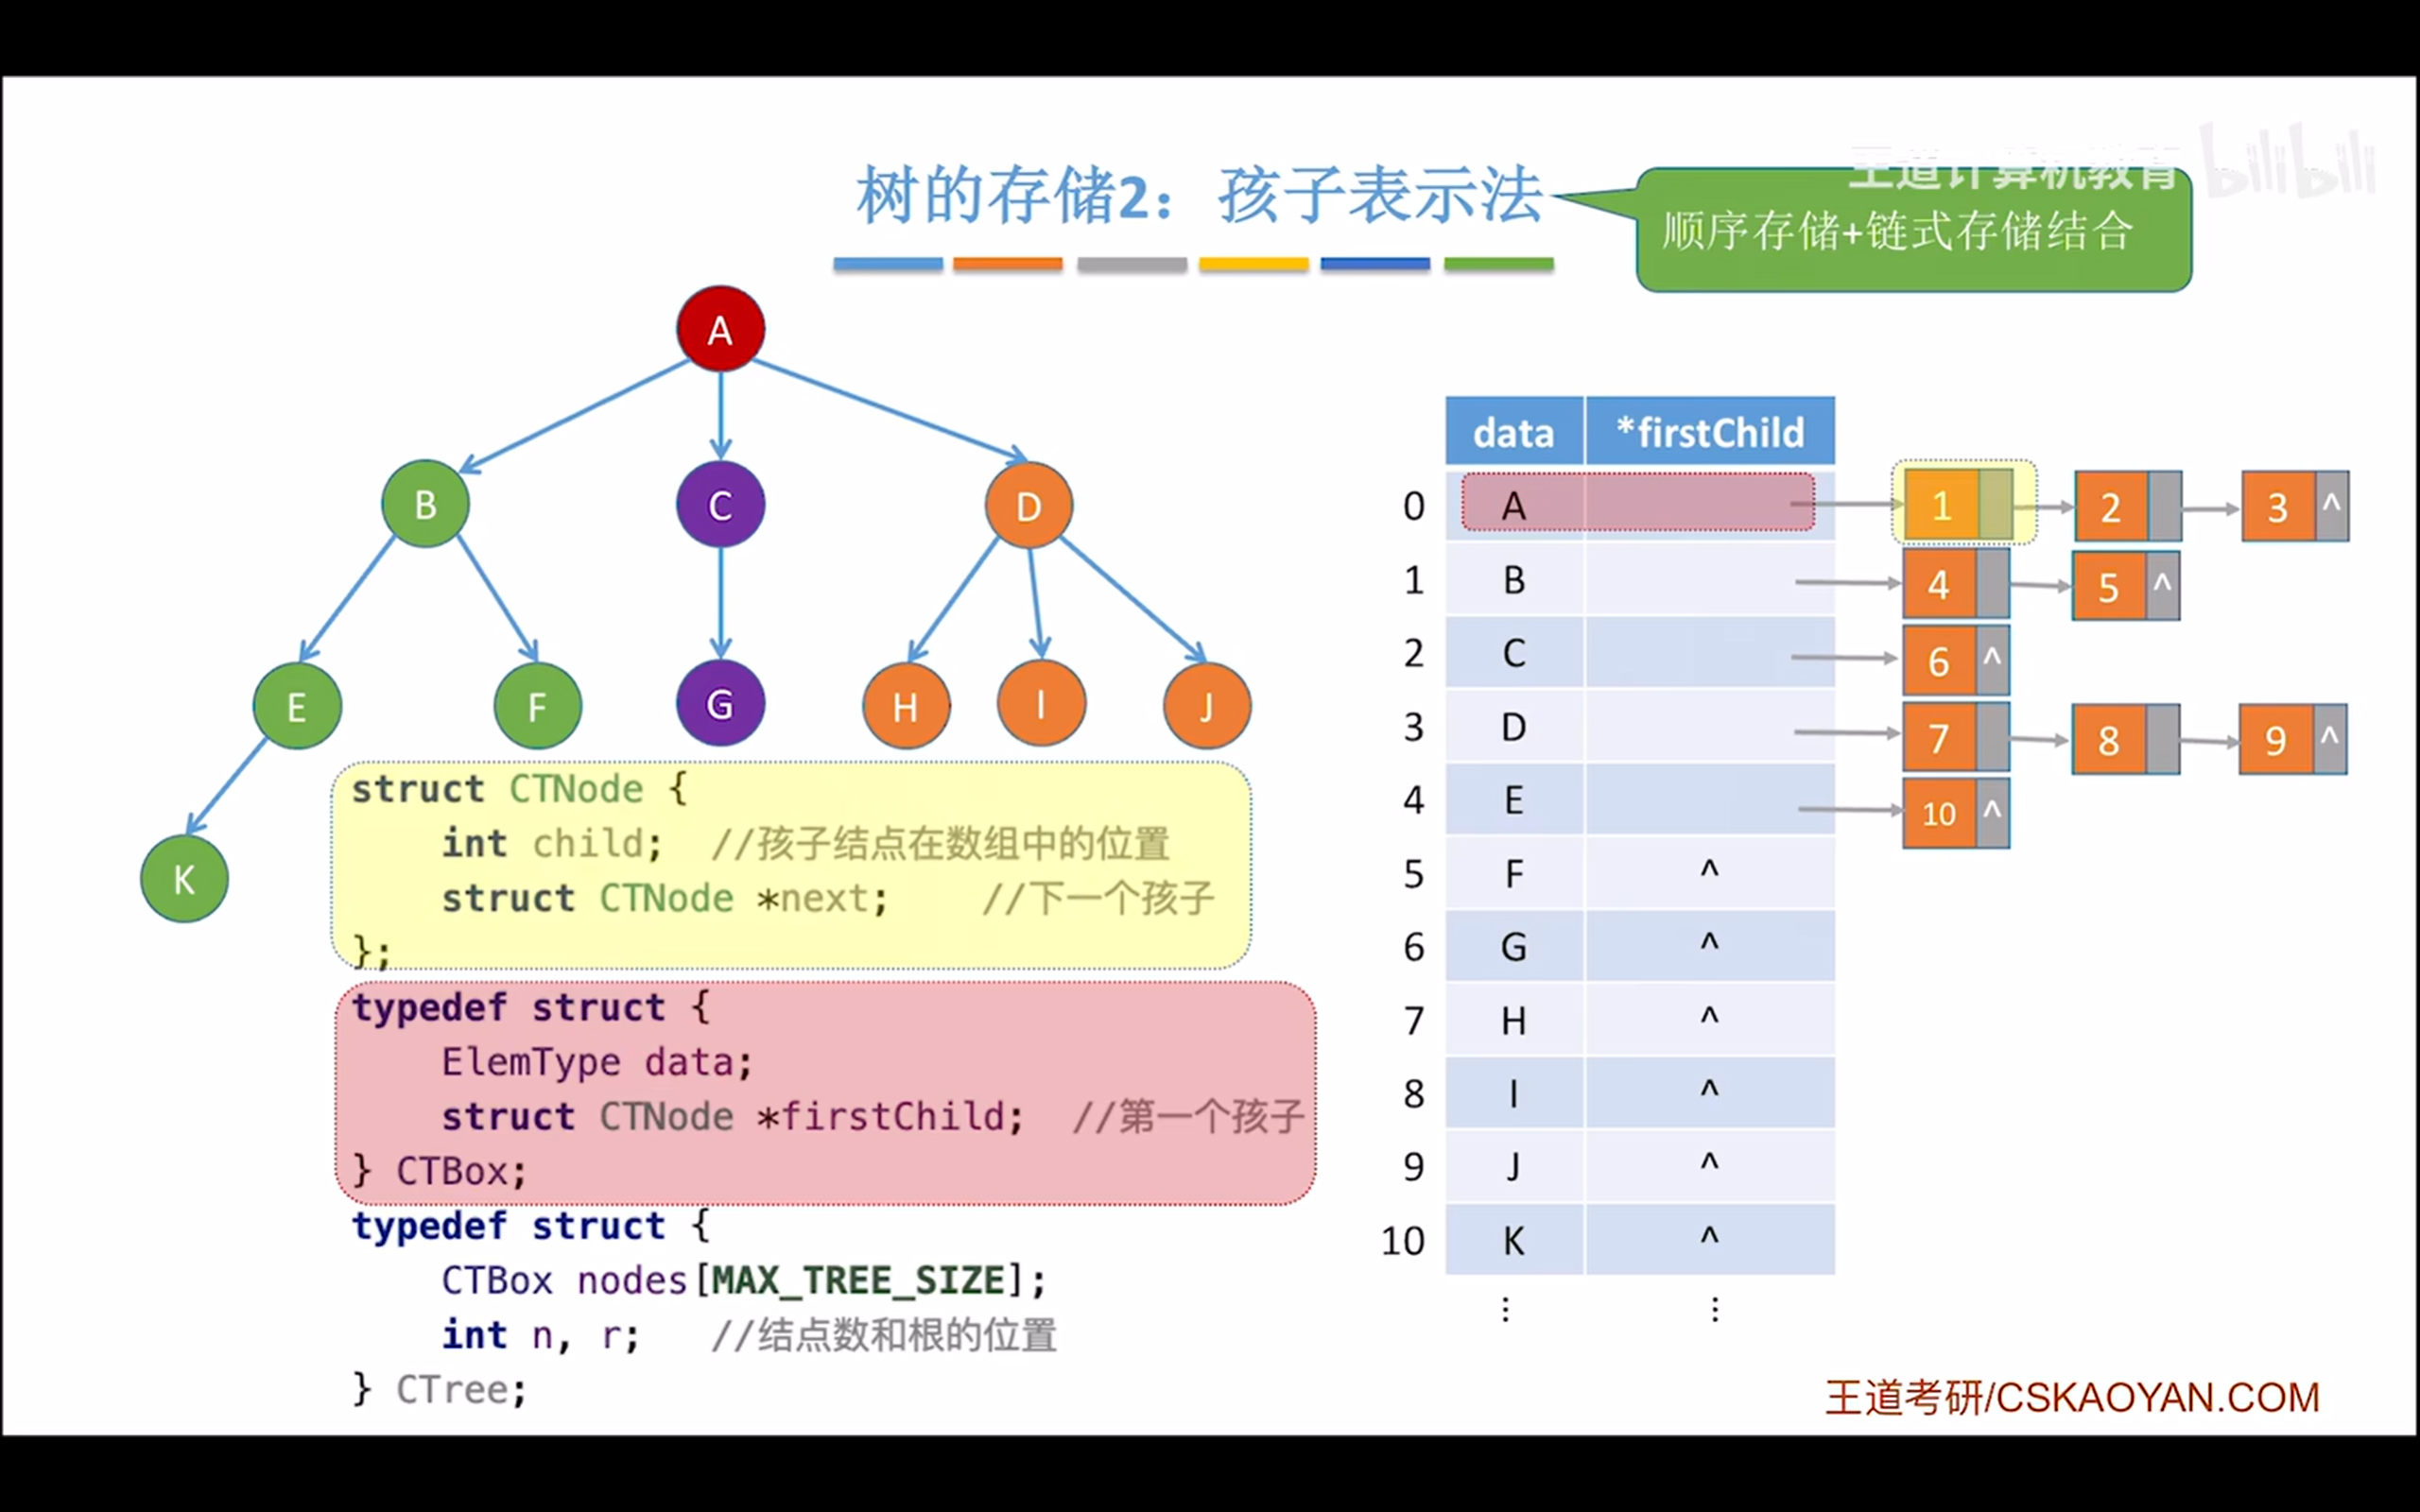 王道计算机教育
bilibili
树的存储2：孩子表示法
顺序存储+链式存储结合
A
B
C
D
E
F
G
H
I
J
K
struct CTNode {
int child; //孩子结点在数组中的位置
struct CTNode *next; //下一个孩子
};
typedef struct {
ElemType data;
struct CTNode *firstChild; //第一个孩子
} CTBox;
typedef struct {
CTBox nodes[MAX_TREE_SIZE];
int n, r; //结点数和根的位置
} CTree;
data *firstChild
0 A 1 2 3 ^
1 B 4 5 ^
2 C 6 ^
3 D 7 8 9 ^
4 E 10 ^
5 F ^
6 G ^
7 H ^
8 I ^
9 J ^
10 K ^
⋮ ⋮
王道考研/CSKAOYAN.COM